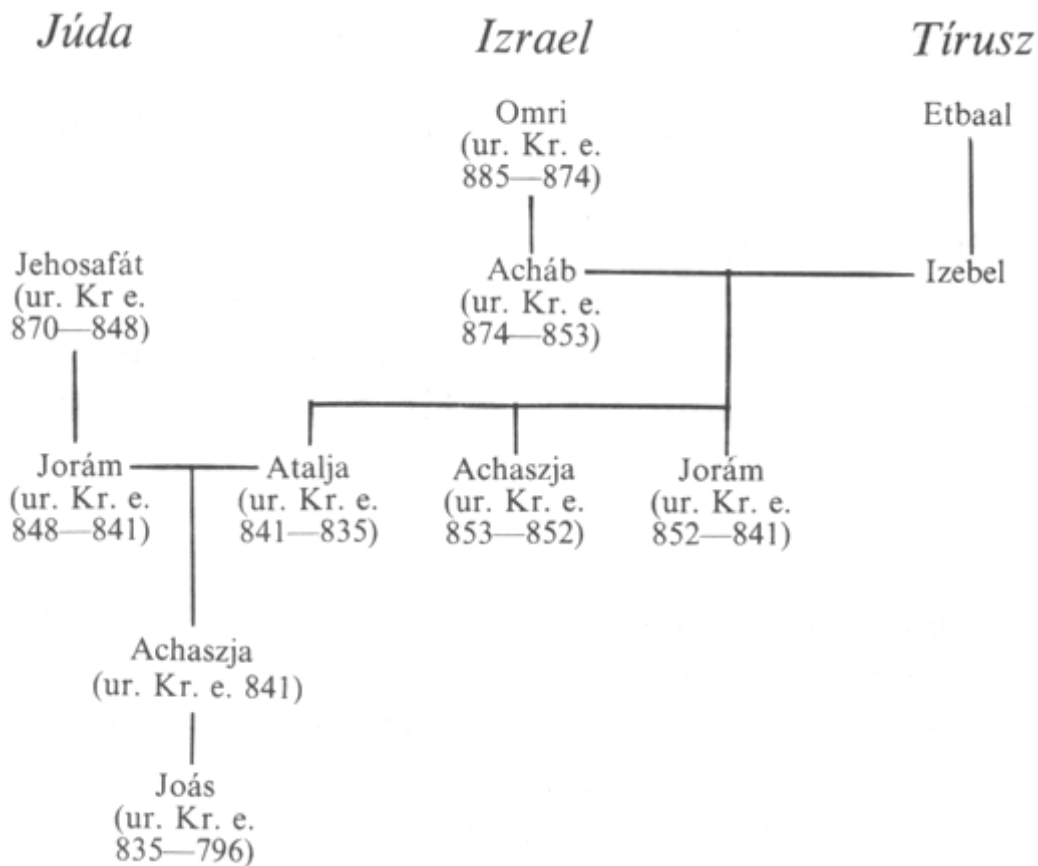 Júda
Izrael
Tírusz
Omri
(ur. Kr. e.
885—874)
Etbaal
Jehosafát
(ur. Kr e.
870—848)
Acháb
(ur. Kr. e.
874—853)
Izebel
Jorám
(ur. Kr. e.
848—841)
Atalja
(ur. Kr. e.
841—835)
Achaszja
(ur. Kr. e.
853—852)
Jorám
(ur. Kr. e.
852—841)
Achaszja
(ur. Kr. e. 841)
Joás
(ur. Kr. e.
835—796)